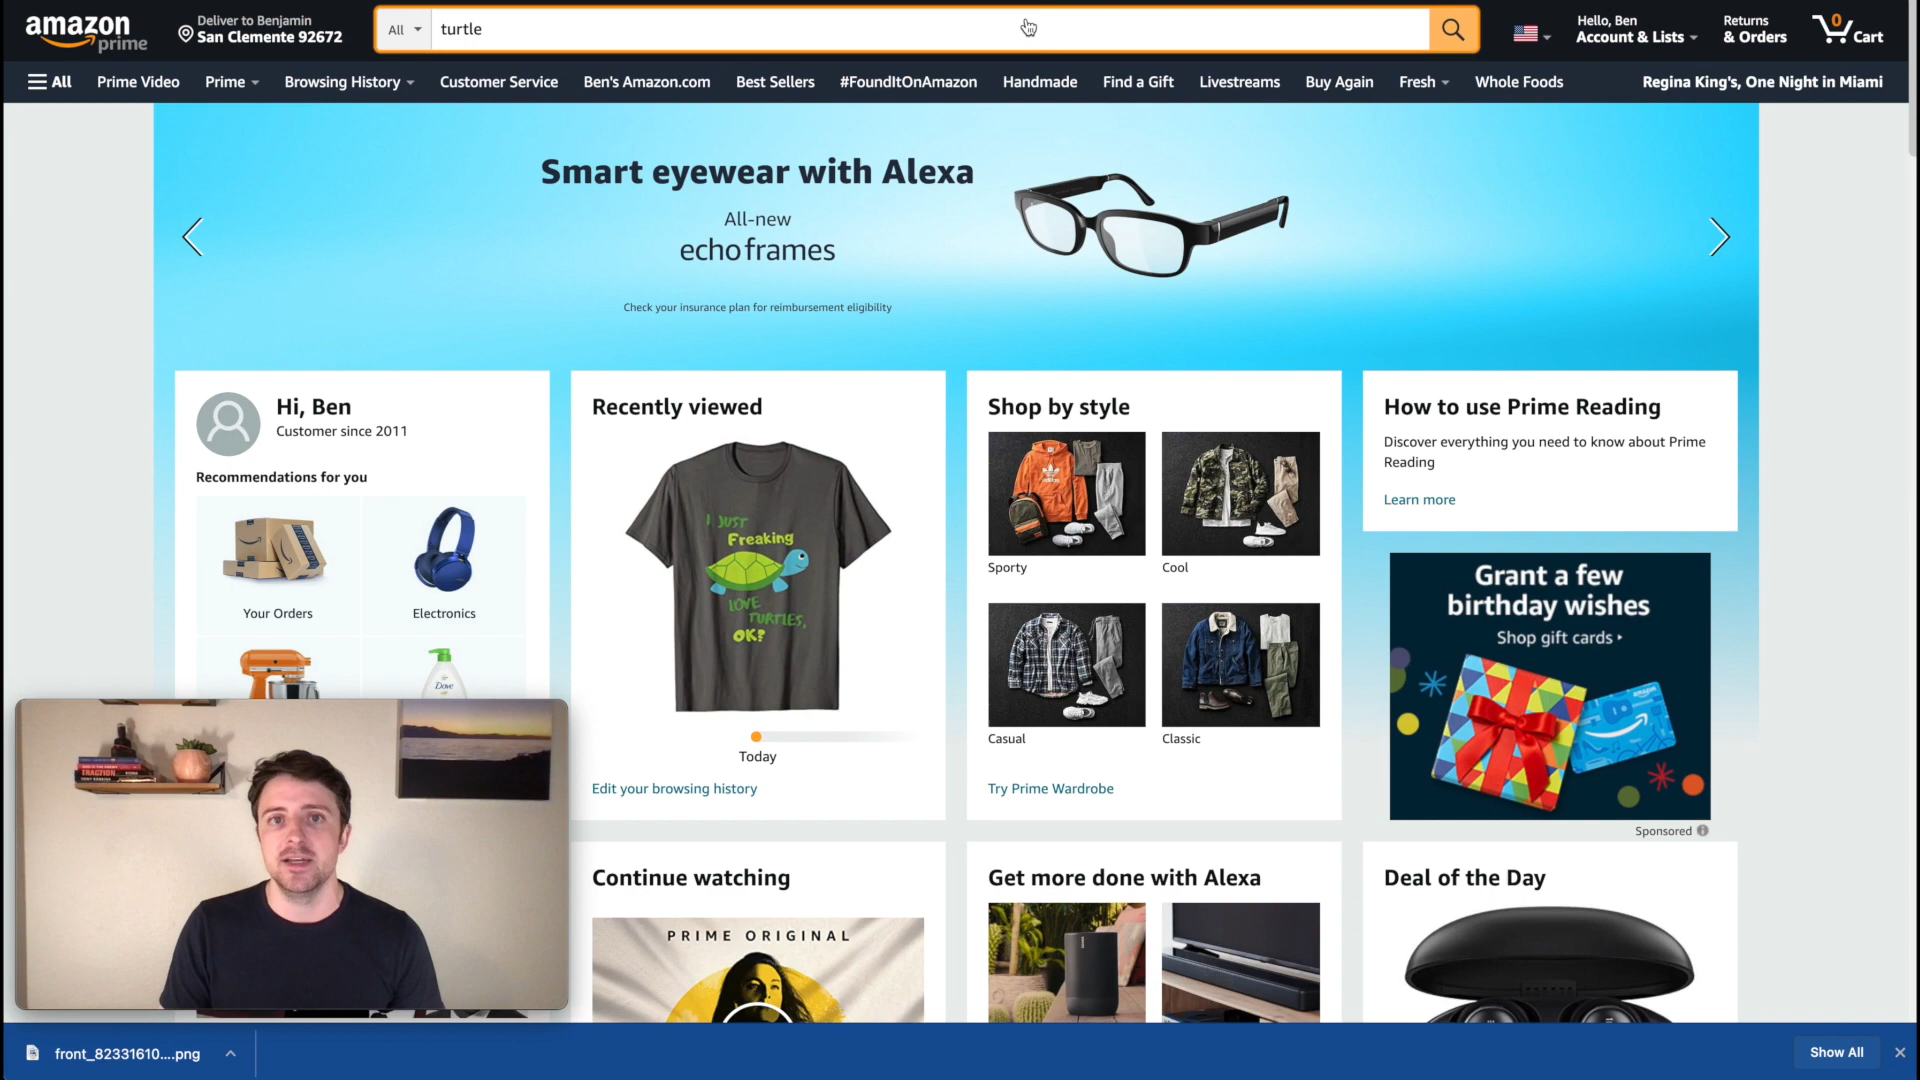 amazon
prime
Deliver to Benjamin
San Clemente 92672
All
turtle
Hello, Ben
Account & Lists
Returns
& Orders
0
Cart
All
Prime Video
Prime
Browsing History
Customer Service
Ben's Amazon.com
Best Sellers
#FoundItOnAmazon
Handmade
Find a Gift
Livestreams
Buy Again
Fresh
Whole Foods
Regina King's, One Night in Miami
Smart eyewear with Alexa
All-new
echo frames
Check your insurance plan for reimbursement eligibility
Hi, Ben
Customer since 2011
Recommendations for you
Your Orders
Electronics
Dove
Recently viewed
I JUST
Freaking
LOVE
TURTLES,
OK?
Today
Edit your browsing history
Shop by style
Sporty
Cool
Casual
Classic
Try Prime Wardrobe
How to use Prime Reading
Discover everything you need to know about Prime
Reading
Learn more
Grant a few
birthday wishes
Shop gift cards
amazon
Sponsored
TRACTION
Continue watching
PRIME ORIGINAL
Get more done with Alexa
Deal of the Day
front_82331610....png
Show All